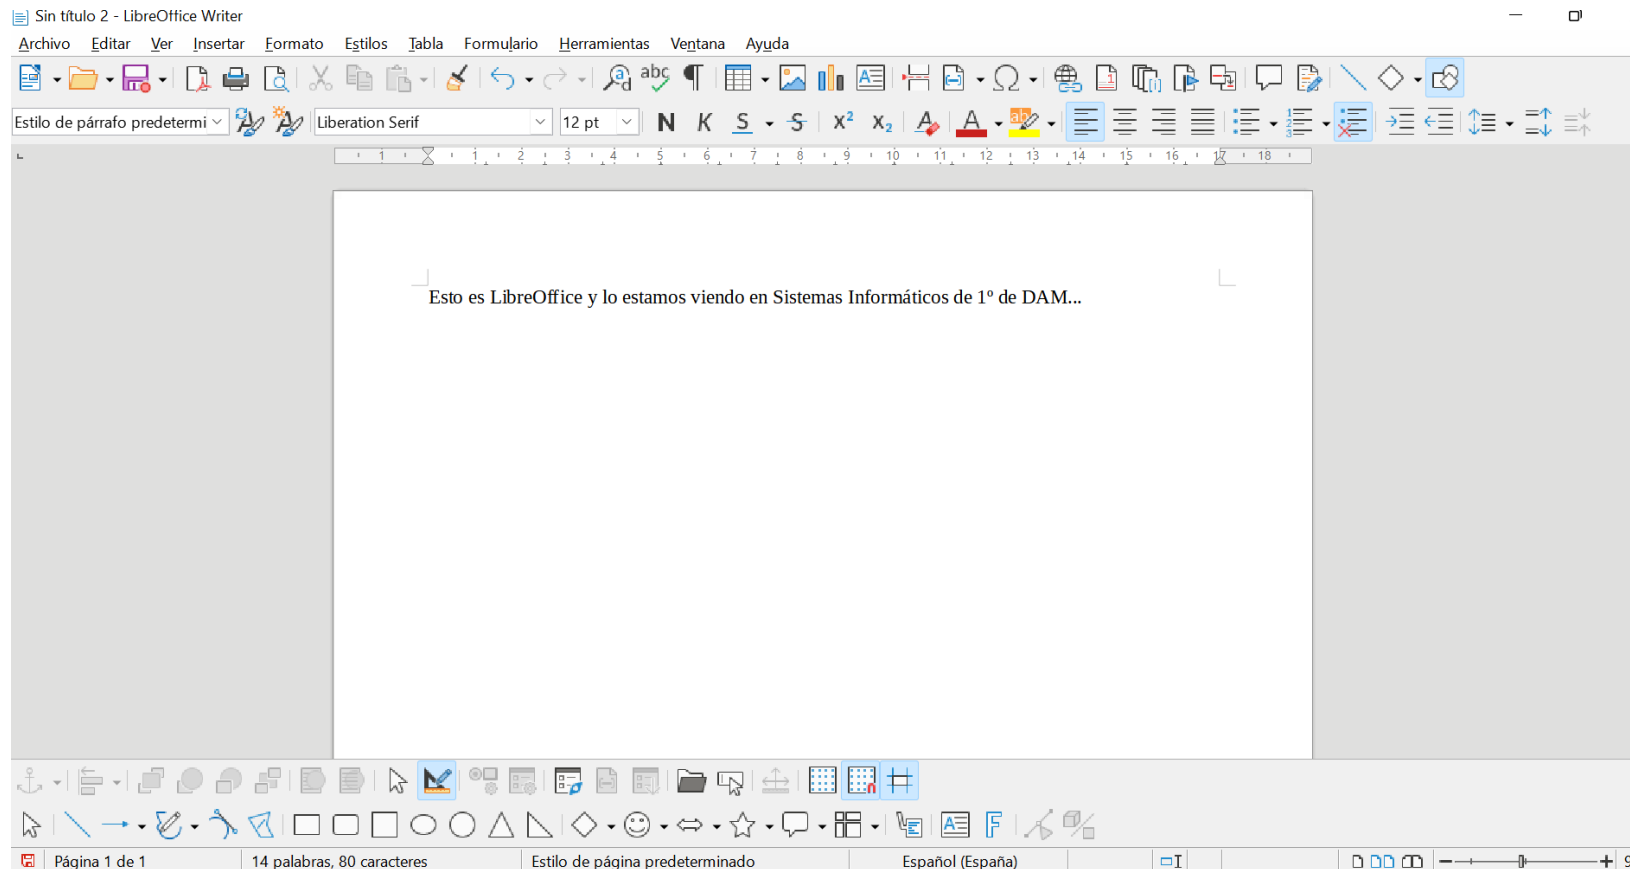 Sin título 2 - LibreOffice Writer
Archivo Editar Ver Insertar Formato Estilos Tabla Formulario Herramientas Ventana Ayuda
Estilo de párrafo predetermi Liberation Serif 12 pt N K S S X² X₂ A A
1 1 2 3 4 5 6 7 8 9 10 11 12 13 14 15 16 17 18
Esto es LibreOffice y lo estamos viendo en Sistemas Informáticos de 1º de DAM...
Página 1 de 1 14 palabras, 80 caracteres Estilo de página predeterminado Español (España)